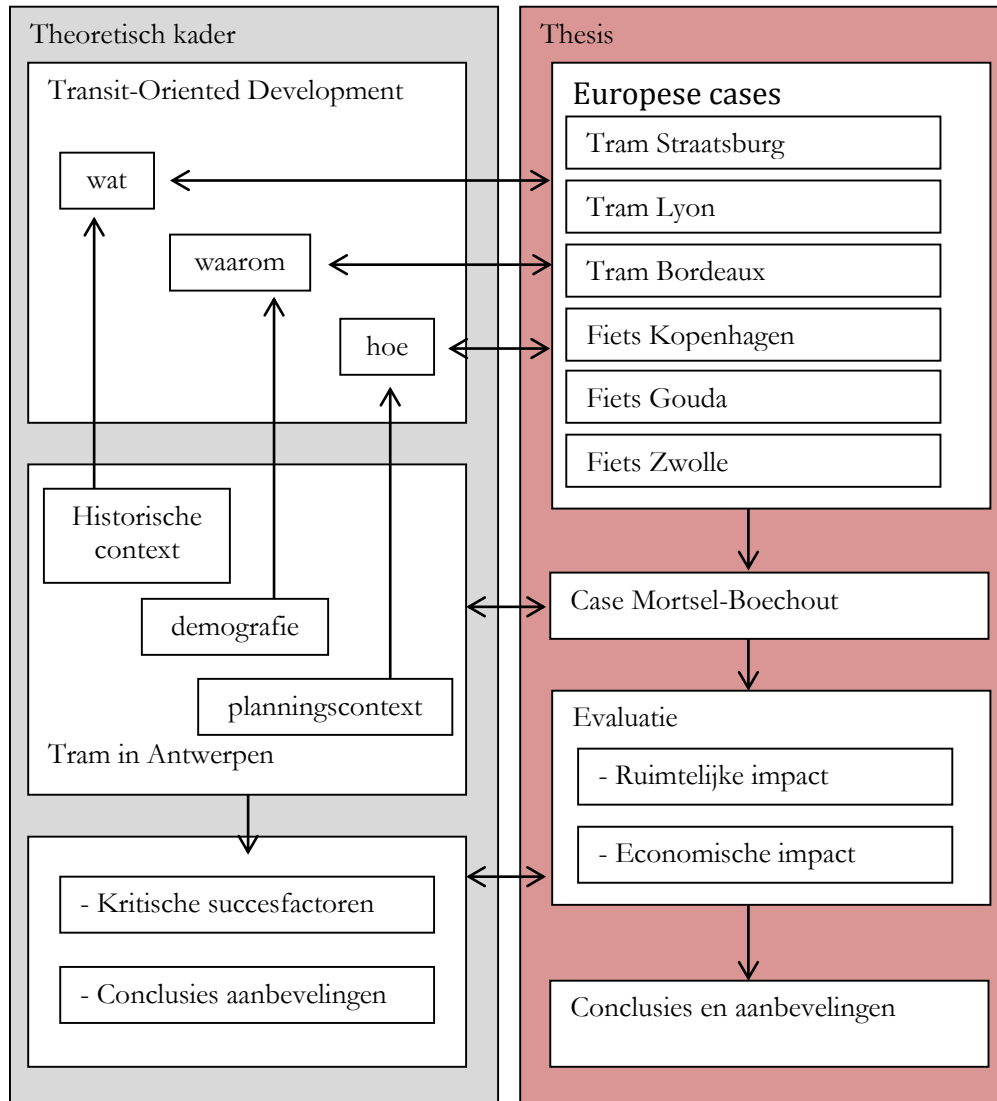 Theoretisch kader
Transit-Oriented Development
wat
waarom
hoe
Historische
context
demografie
planningscontext
Tram in Antwerpen
- Kritische succesfactoren
- Conclusies aanbevelingen
Thesis
Europese cases
Tram Straatsburg
Tram Lyon
Tram Bordeaux
Fiets Kopenhagen
Fiets Gouda
Fiets Zwolle
Case Mortsel-Boechout
Evaluatie
- Ruimtelijke impact
- Economische impact
Conclusies en aanbevelingen